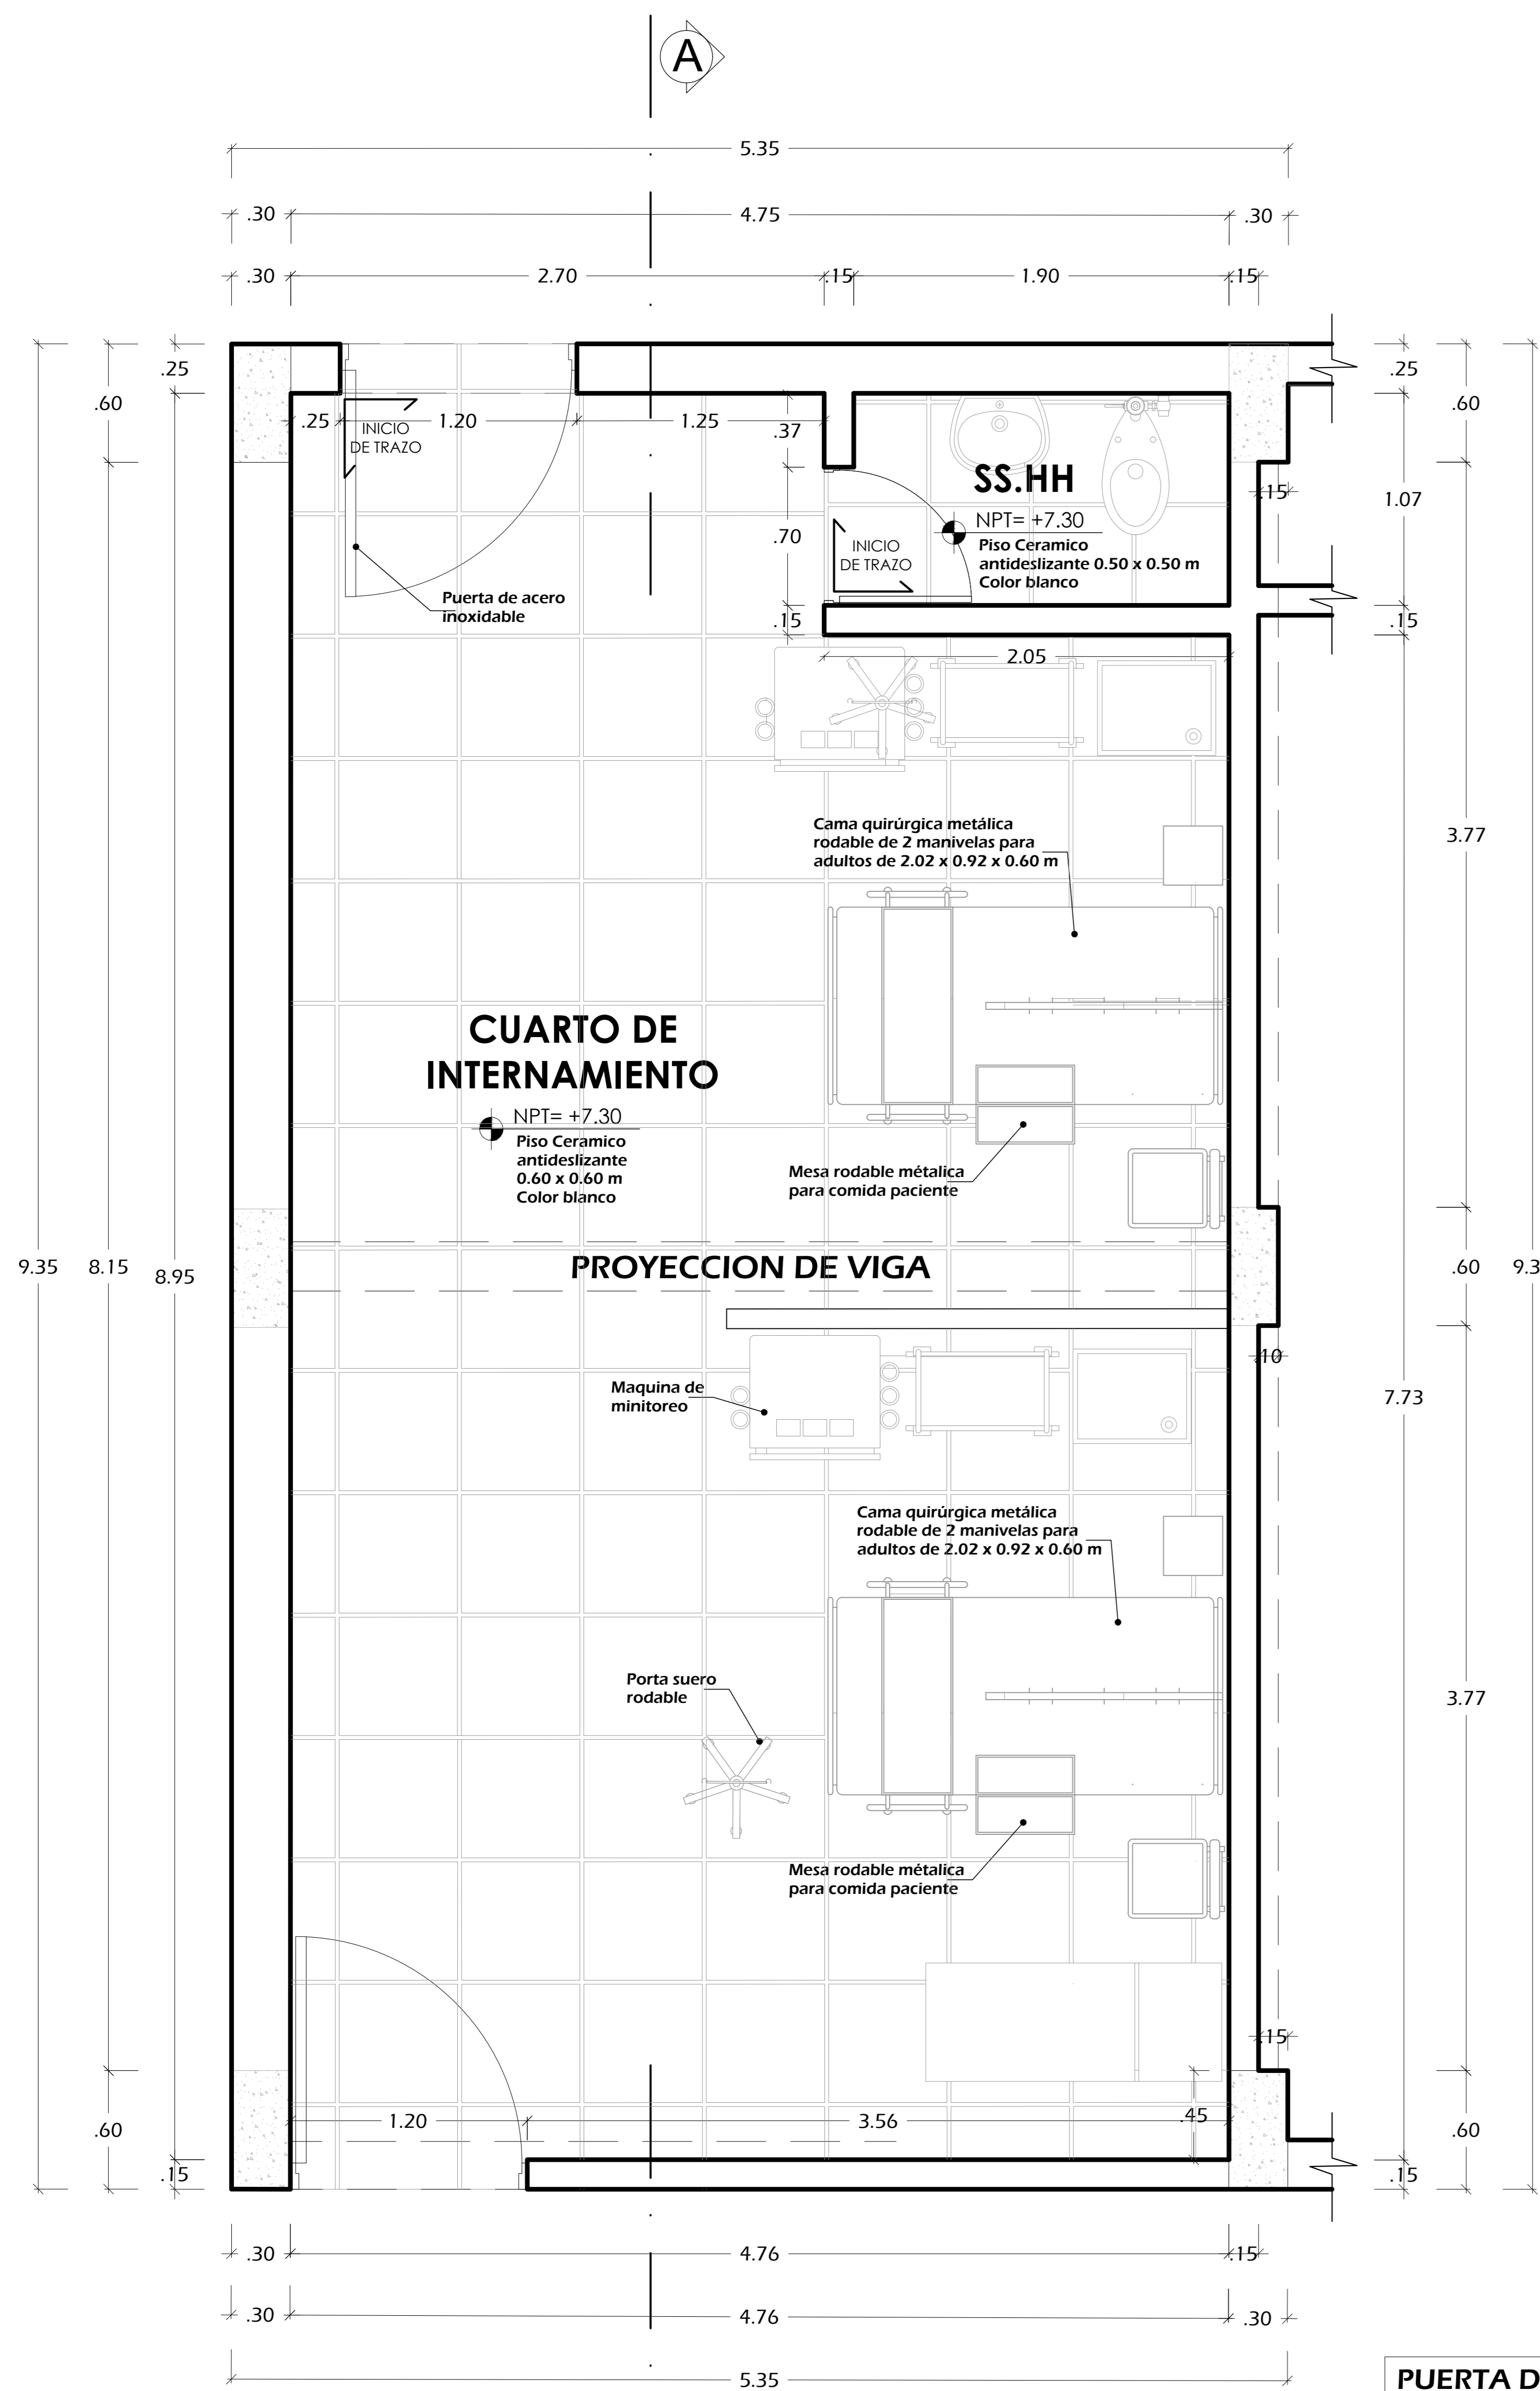 A
5.35
.30
4.75
.30
.30
2.70
.15
1.90
.15
.25
.60
.25
.60
.25
1.20
1.25
.37
INICIO
DE TRAZO
SS.HH
NPT= +7.30
Piso Ceramico
antideslizante 0.50 x 0.50 m
Color blanco
.15
1.07
.70
INICIO
DE TRAZO
Puerta de acero
inoxidable
.15
.15
2.05
Cama quirúrgica metálica
rodable de 2 manivelas para
adultos de 2.02 x 0.92 x 0.60 m
3.77
CUARTO DE
INTERNAMIENTO
NPT= +7.30
Piso Ceramico
antideslizante
0.60 x 0.60 m
Color blanco
Mesa rodable métalica
para comida paciente
9.35
8.15
8.95
PROYECCION DE VIGA
.60
9.3
.10
Maquina de
minitoreo
7.73
Cama quirúrgica metálica
rodable de 2 manivelas para
adultos de 2.02 x 0.92 x 0.60 m
Porta suero
rodable
3.77
Mesa rodable métalica
para comida paciente
.15
.60
1.20
3.56
.45
.60
.15
.15
.30
4.76
.15
.30
4.76
.30
5.35
PUERTA D